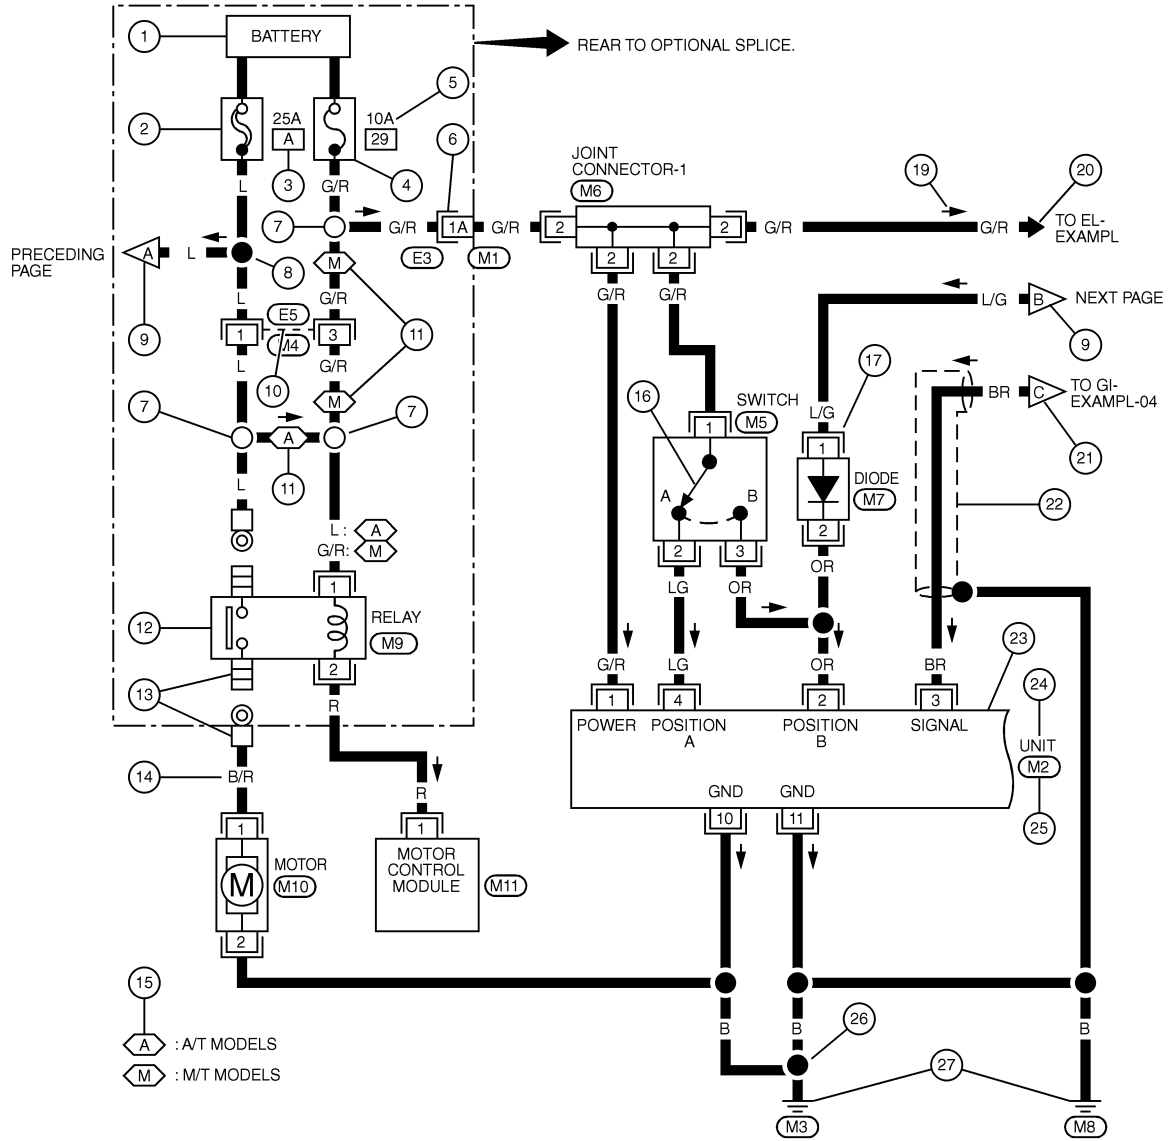 1
BATTERY
REAR TO OPTIONAL SPLICE.
5
2
25A
A
3
10A
29
4
6
L
G/R
7
G/R
1A
G/R
E3
M1
JOINT
CONNECTOR-1
M6
2
2
2
2
G/R
19
G/R
20
TO EL-
EXAMPL
PRECEDING
PAGE
A
L
8
9
M
L
G/R
G/R
G/R
L/G
B
NEXT PAGE
9
E5
1
3
M4
10
11
L
G/R
M
7
A
7
11
L
L :
A
G/R:
M
17
16
SWITCH
M5
1
A
B
2
3
LG
OR
L/G
1
DIODE
M7
2
OR
BR
C
TO GI-
EXAMPL-04
21
22
12
1
RELAY
M9
2
13
R
14
B/R
R
G/R
LG
OR
BR
23
1
4
2
3
POWER
POSITION
A
POSITION
B
SIGNAL
24
UNIT
M2
25
GND
GND
10
11
1
M
MOTOR
M10
2
1
MOTOR
CONTROL
MODULE
M11
15
A
: A/T MODELS
M
: M/T MODELS
B
B
B
26
27
M3
M8